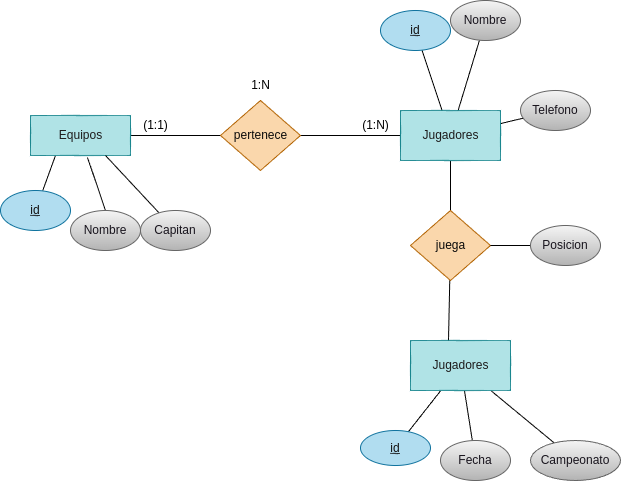 id
Nombre
1:N
Telefono
Equipos
(1:1)
pertenece
(1:N)
Jugadores
id
Nombre
Capitan
juega
Posicion
Jugadores
id
Fecha
Campeonato